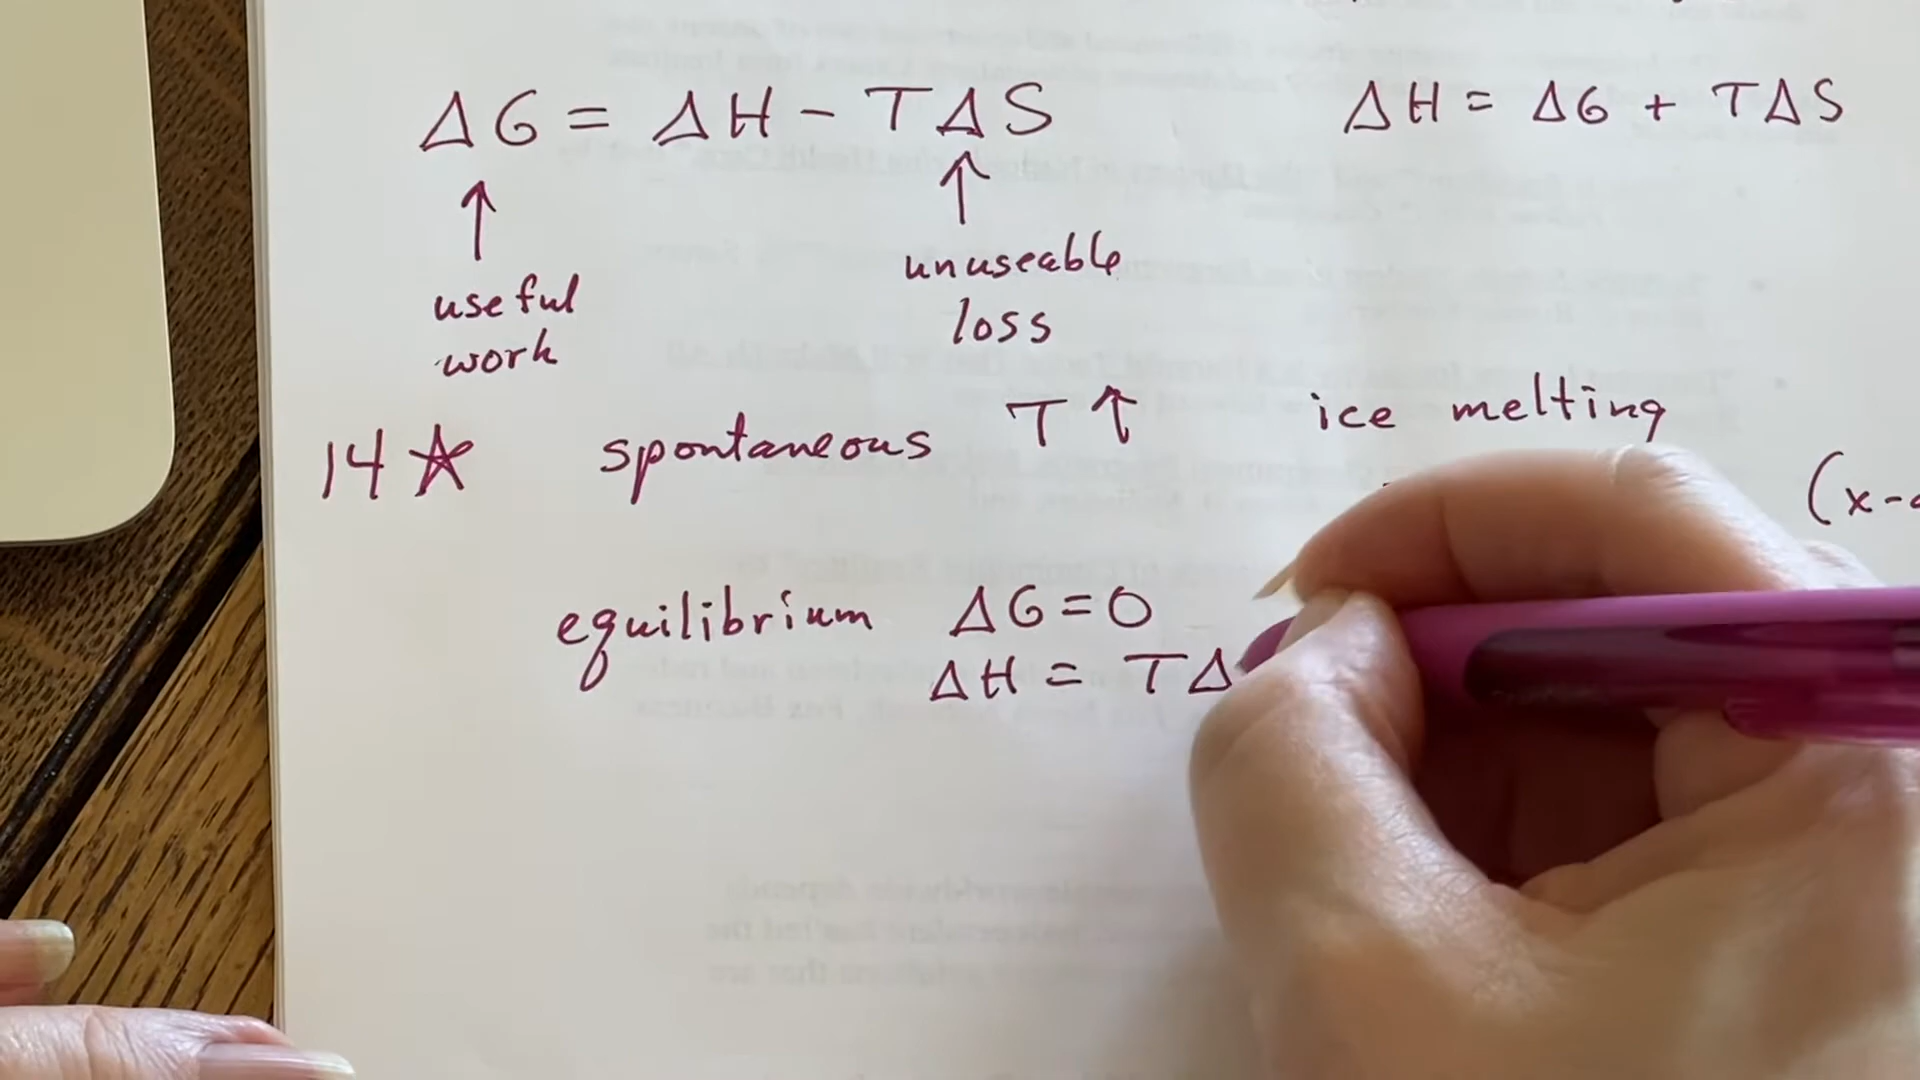 ΔG = ΔH - TΔS
ΔH = ΔG + TΔS
useful
work
unuseable
loss
14 ☆ spontaneous T↑
ice melting
(x-
equilibrium ΔG = 0
ΔH = TΔ